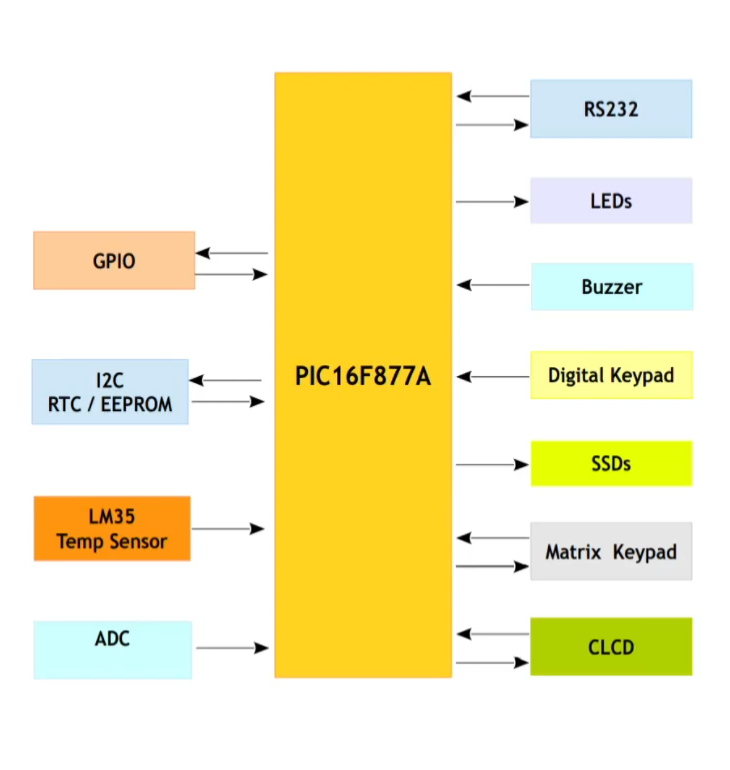 RS232
LEDs
GPIO
Buzzer
PIC16F877A
I2C
RTC / EEPROM
Digital Keypad
SSDs
LM35
Temp Sensor
Matrix Keypad
ADC
CLCD